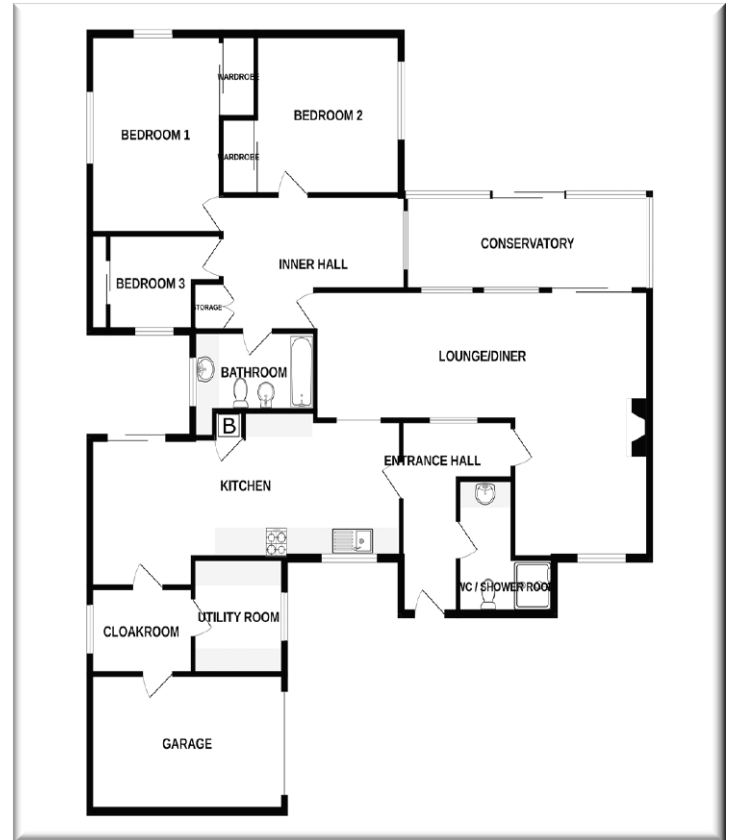 WARDROBE
BEDROOM 2
BEDROOM 1
WARDROBE
CONSERVATORY
INNER HALL
BEDROOM 3
STORAGE
LOUNGE/DINER
BATHROOM
B
ENTRANCE HALL
KITCHEN
WC / SHOWER ROOM
UTILITY ROOM
CLOAKROOM
GARAGE